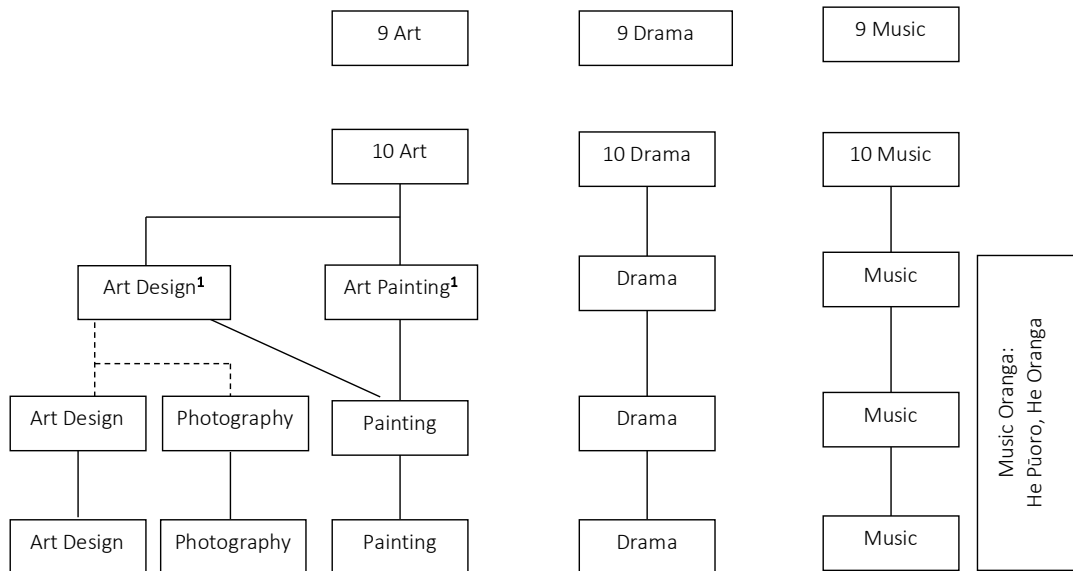 9 Art
9 Drama
9 Music
10 Art
10 Drama
10 Music
Art Design¹
Art Painting¹
Drama
Music
Art Design
Photography
Painting
Drama
Music
Art Design
Photography
Painting
Drama
Music
Music Oranga:
He Pūoro, He Oranga